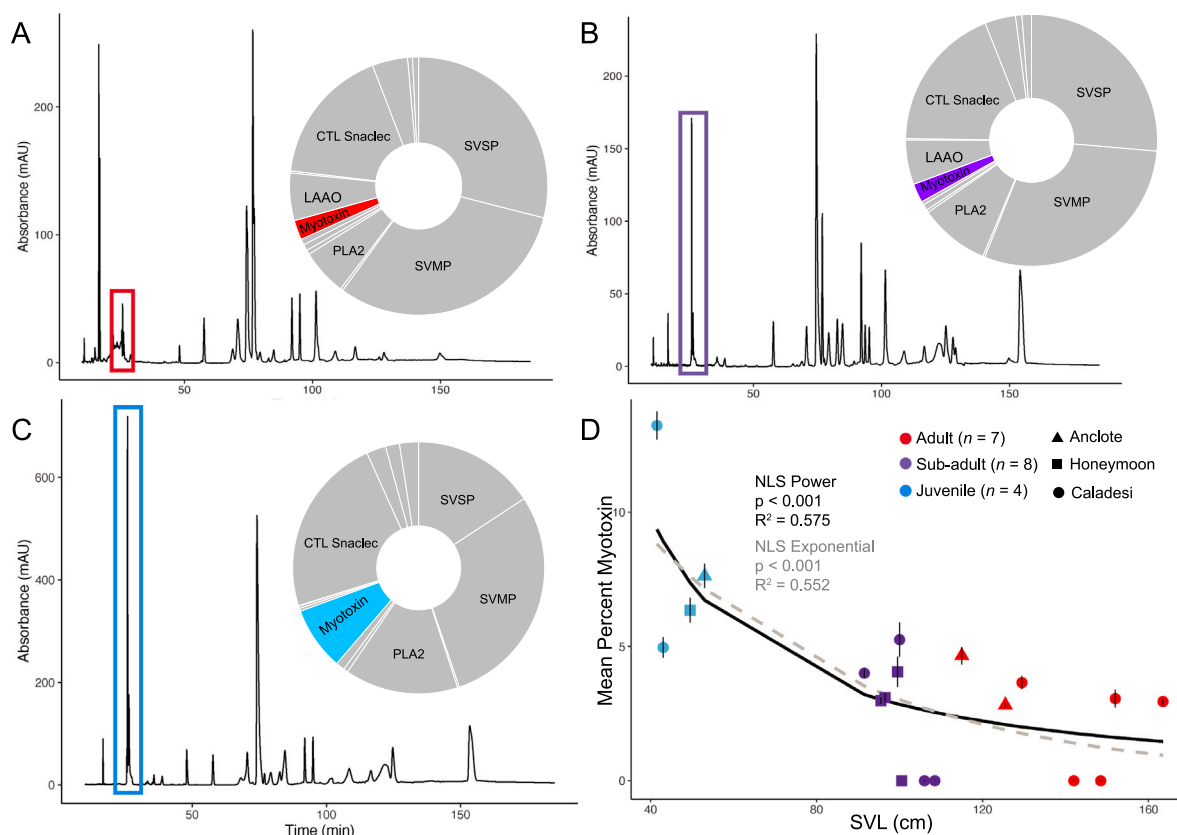 A
Absorbance (mAU)
200
100
0
50
100
150
SVSP
SVMP
PLA2
Myotoxin
LAAO
CTL Snaclec
B
Absorbance (mAU)
200
150
100
50
0
50
100
150
SVSP
SVMP
PLA2
Myotoxin
LAAO
CTL Snaclec
C
Absorbance (mAU)
600
400
200
0
50
100
150
Time (min)
SVSP
SVMP
PLA2
Myotoxin
CTL Snaclec
D
Mean Percent Myotoxin
10
5
0
40
80
120
160
SVL (cm)
Adult (n = 7)
Sub-adult (n = 8)
Juvenile (n = 4)
Anclote
Honeymoon
Caladesi
NLS Power
p < 0.001
R² = 0.575
NLS Exponential
p < 0.001
R² = 0.552